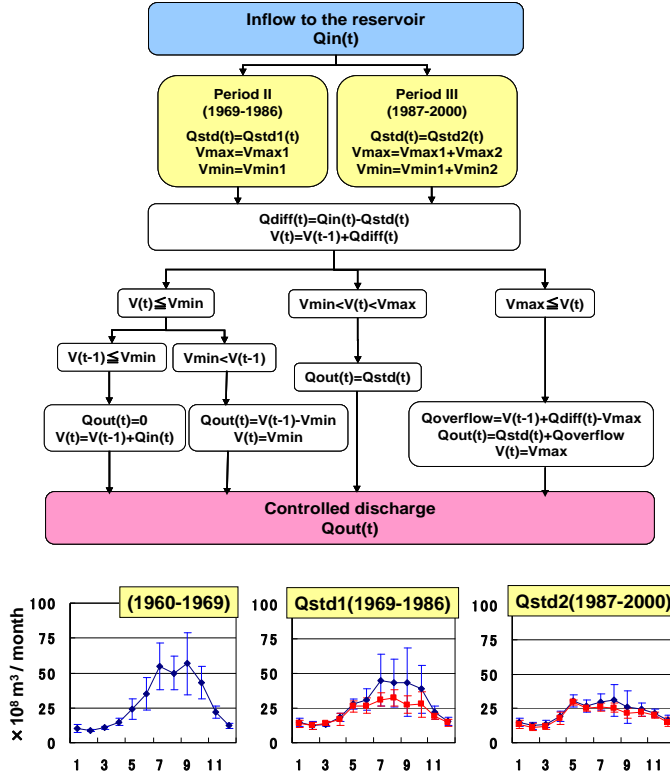 Inflow to the reservoir
Qin(t)
Period II
(1969-1986)
Qstd(t)=Qstd1(t)
Vmax=Vmax1
Vmin=Vmin1
Period III
(1987-2000)
Qstd(t)=Qstd2(t)
Vmax=Vmax1+Vmax2
Vmin=Vmin1+Vmin2
Qdiff(t)=Qin(t)-Qstd(t)
V(t)=V(t-1)+Qdiff(t)
V(t)≦Vmin
Vmin<V(t)<Vmax
Vmax≦V(t)
V(t-1)≦Vmin
Vmin<V(t-1)
Qout(t)=Qstd(t)
Qout(t)=0
V(t)=V(t-1)+Qin(t)
Qout(t)=V(t-1)-Vmin
V(t)=Vmin
Qoverflow=V(t-1)+Qdiff(t)-Vmax
Qout(t)=Qstd(t)+Qoverflow
V(t)=Vmax
Controlled discharge
Qout(t)
×10⁸ m³ / month
(1960-1969)
100
75
50
25
0
1 3 5 7 9 11
Qstd1(1969-1986)
100
75
50
25
0
1 3 5 7 9 11
Qstd2(1987-2000)
100
75
50
25
0
1 3 5 7 9 11